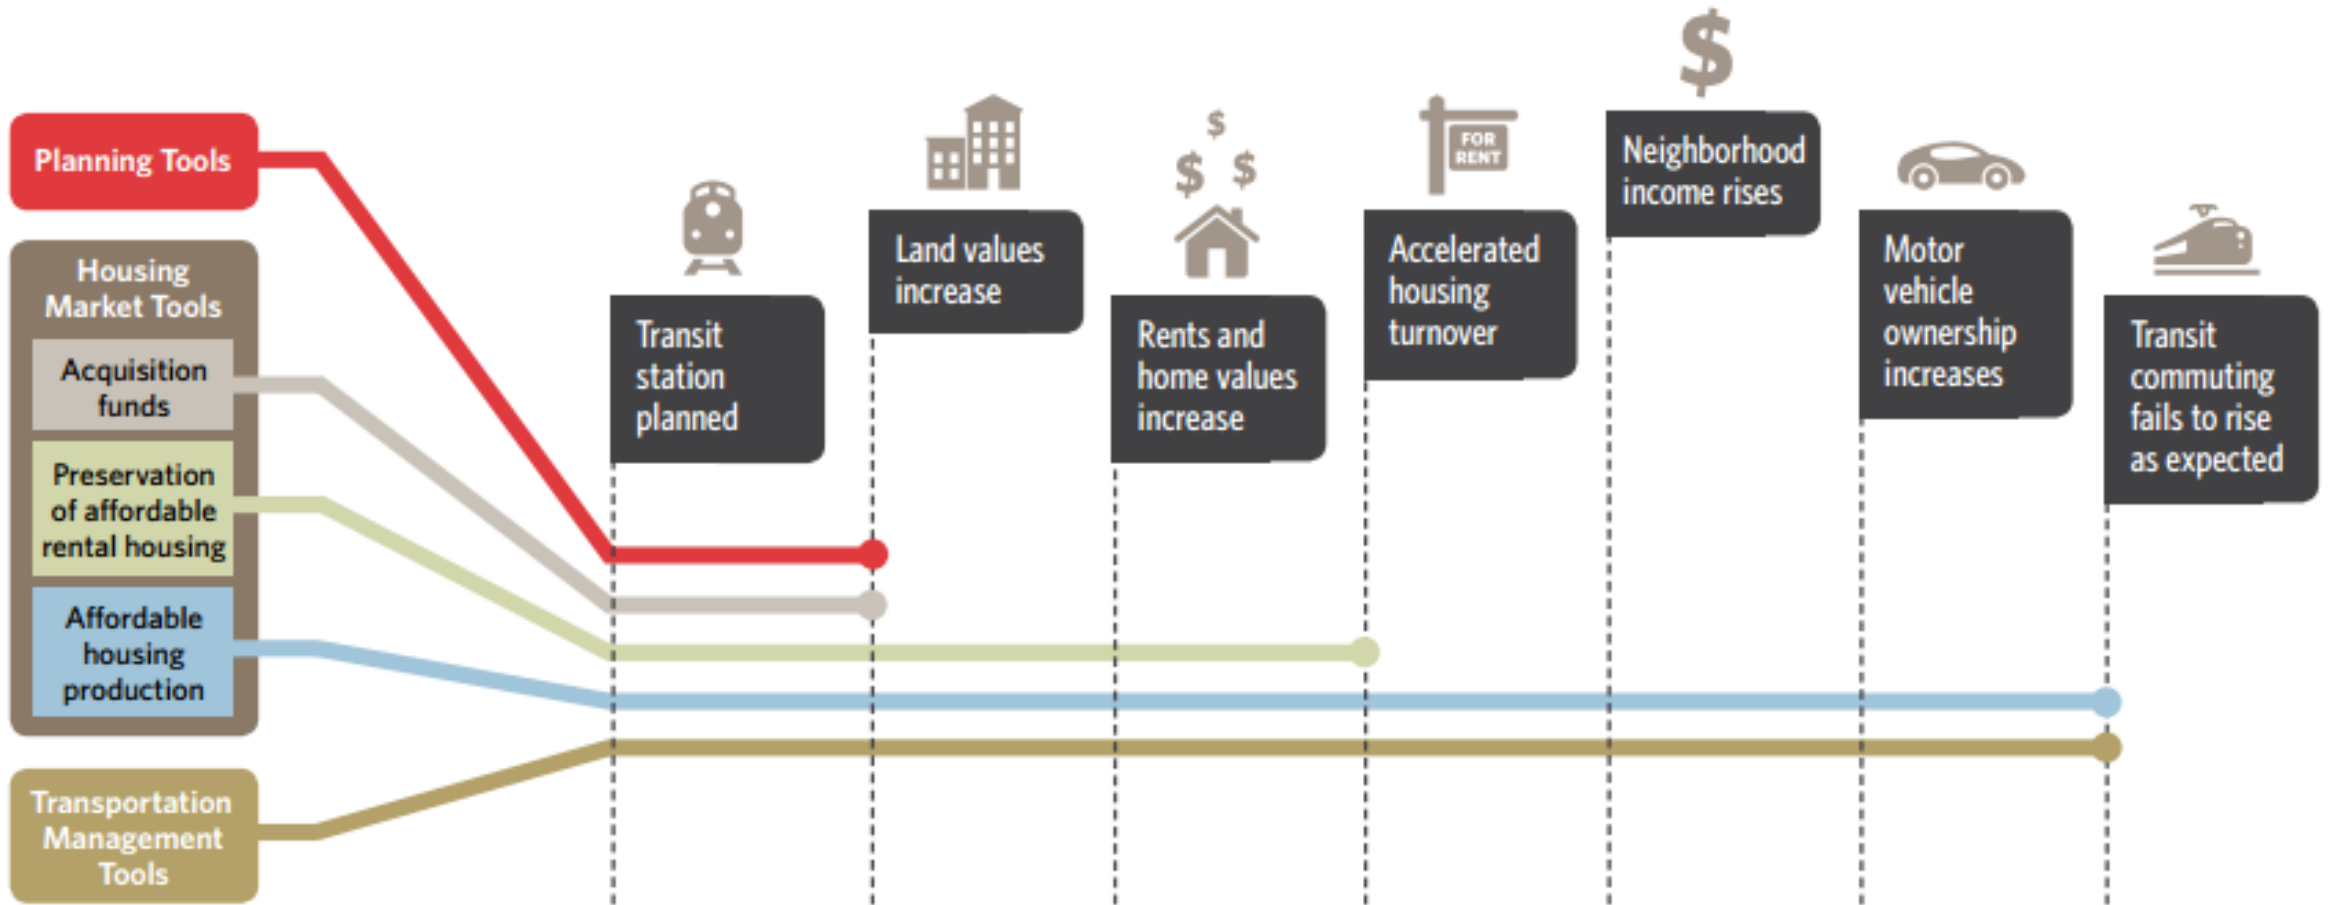 Planning Tools
Housing
Market Tools
Acquisition
funds
Preservation
of affordable
rental housing
Affordable
housing
production
Transportation
Management
Tools
Transit
station
planned
Land values
increase
$
$ $
Rents and
home values
increase
FOR
RENT
Accelerated
housing
turnover
$
Neighborhood
income rises
Motor
vehicle
ownership
increases
Transit
commuting
fails to rise
as expected